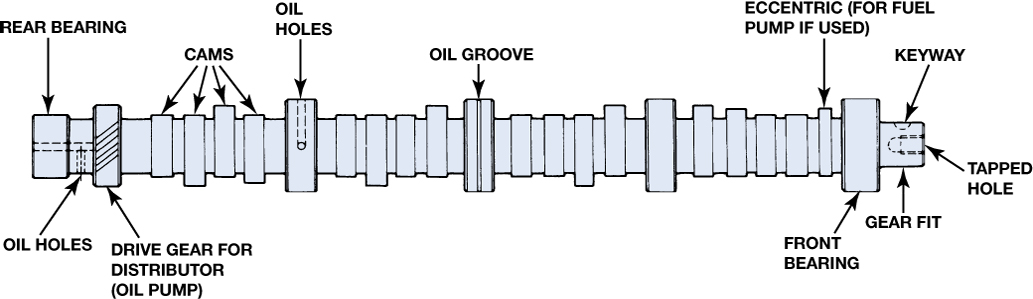 REAR BEARING
CAMS
OIL
HOLES
OIL GROOVE
ECCENTRIC (FOR FUEL
PUMP IF USED)
KEYWAY
TAPPED
HOLE
GEAR FIT
FRONT
BEARING
OIL HOLES
DRIVE GEAR FOR
DISTRIBUTOR
(OIL PUMP)